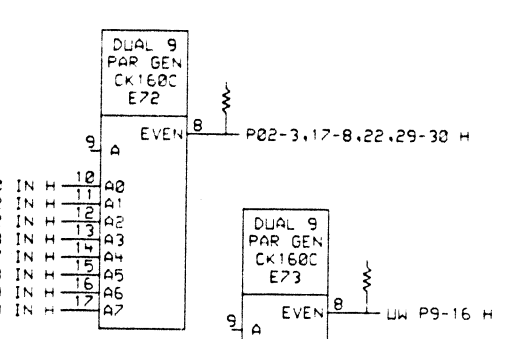 DUAL 9
PAR GEN
CK160C
E72
EVEN 8 P02-3,17-8,22,29-30 H
9 A
IN H 10 A0
IN H 11 A1
IN H 12 A2
IN H 13 A3
IN H 14 A4
IN H 15 A5
IN H 16 A6
IN H 17 A7
DUAL 9
PAR GEN
CK160C
E73
EVEN 8 UW P9-16 H
9 A